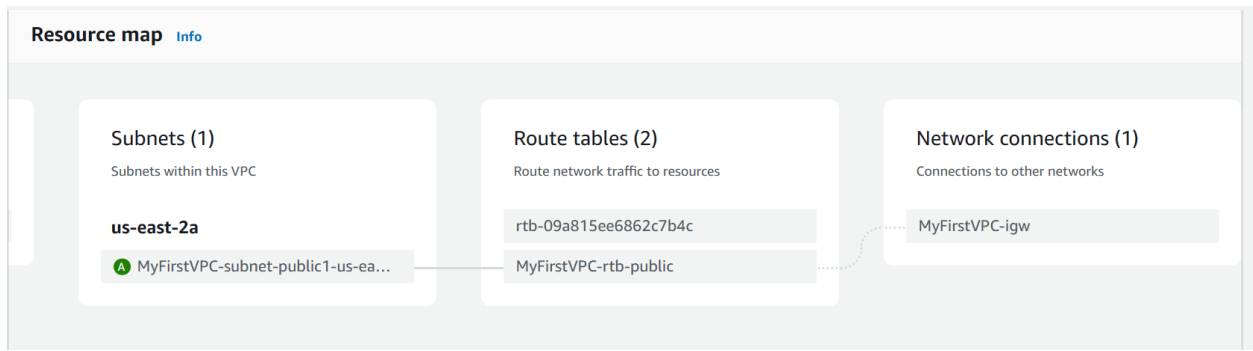 Resource map Info
Subnets (1)
Subnets within this VPC
us-east-2a
A MyFirstVPC-subnet-public1-us-ea...
Route tables (2)
Route network traffic to resources
rtb-09a815ee6862c7b4c
MyFirstVPC-rtb-public
Network connections (1)
Connections to other networks
MyFirstVPC-igw